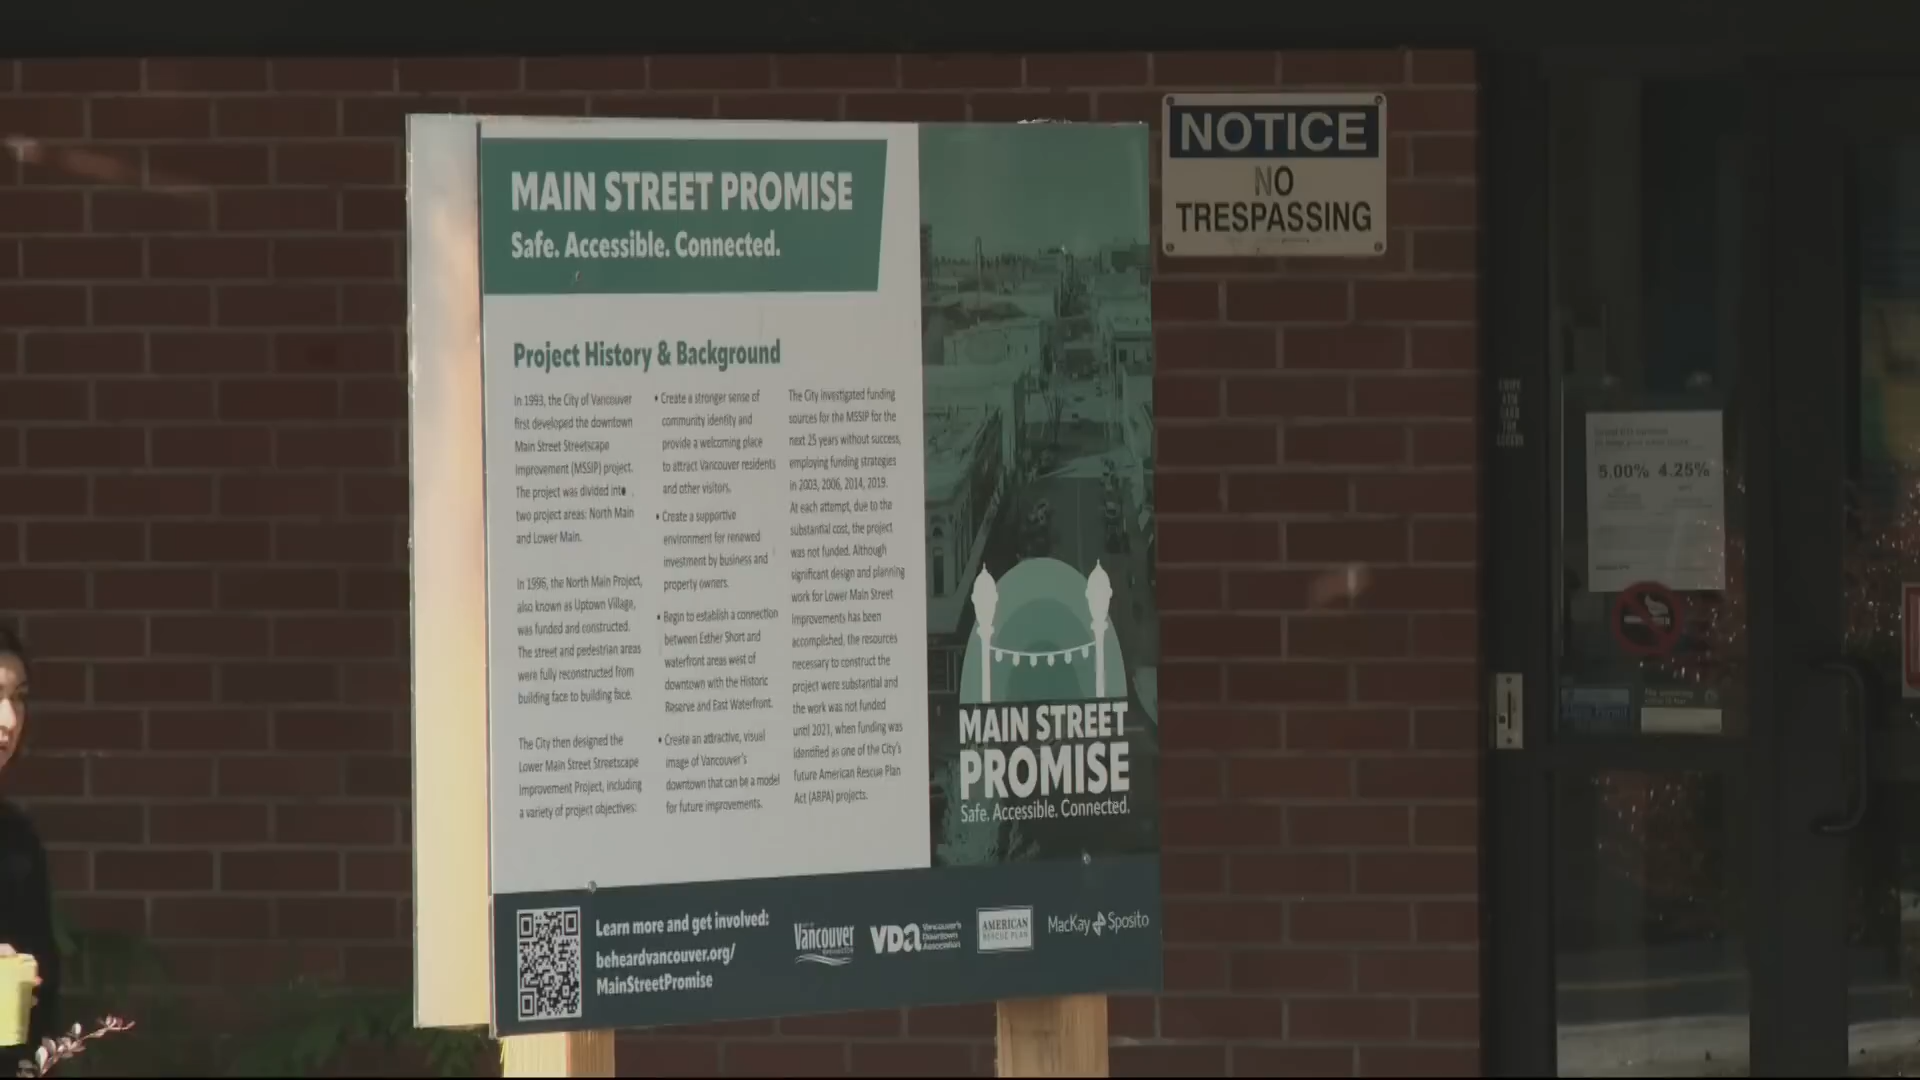 MAIN STREET PROMISE
Safe. Accessible. Connected.
Project History & Background
In 1993, the City of Vancouver
first developed the downtown
Main Street Streetscape
Improvement (MSSIP) project.
The project was divided into
two project areas: North Main
and Lower Main.
In 1996, the North Main Project,
also known as Uptown Village,
was funded and constructed.
The street and pedestrian areas
were fully reconstructed from
building face to building face.
The City then designed the
Lower Main Street Streetscape
Improvement Project, including
a variety of project objectives:
• Create a stronger sense of
community identity and
provide a welcoming place
to attract Vancouver residents
and other visitors.
• Create a supportive
environment for renewed
investment by business and
property owners.
• Begin to establish a connection
between Esther Short and
waterfront areas west of
downtown with the Historic
Reserve and East Waterfront.
• Create an attractive, visual
image of Vancouver's
downtown that can be a model
for future improvements.
The City investigated funding
sources for the MSSIP for the
next 25 years without success,
employing funding strategies
in 2003, 2006, 2014, 2019.
At each attempt, due to the
substantial cost, the project
was not funded. Although
significant design and planning
work for Lower Main Street
Improvements has been
accomplished, the resources
necessary to construct the
project were substantial and
the work was not funded
until 2021, when funding was
identified as one of the City's
future American Rescue Plan
Act (ARPA) projects.
MAIN STREET
PROMISE
Safe. Accessible. Connected.
Learn more and get involved:
beheardvancouver.org/
MainStreetPromise
Vancouver
VDA
Vancouver's
Downtown
Association
AMERICAN
RESCUE PLAN
MacKay Sposito
NOTICE
NO
TRESPASSING
5.00% 4.25%